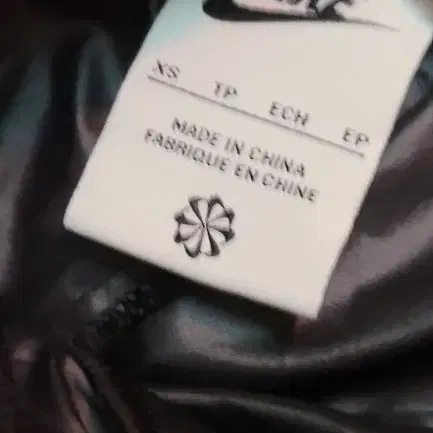 XS TP ECH EP
MADE IN CHINA
FABRIQUE EN CHINE